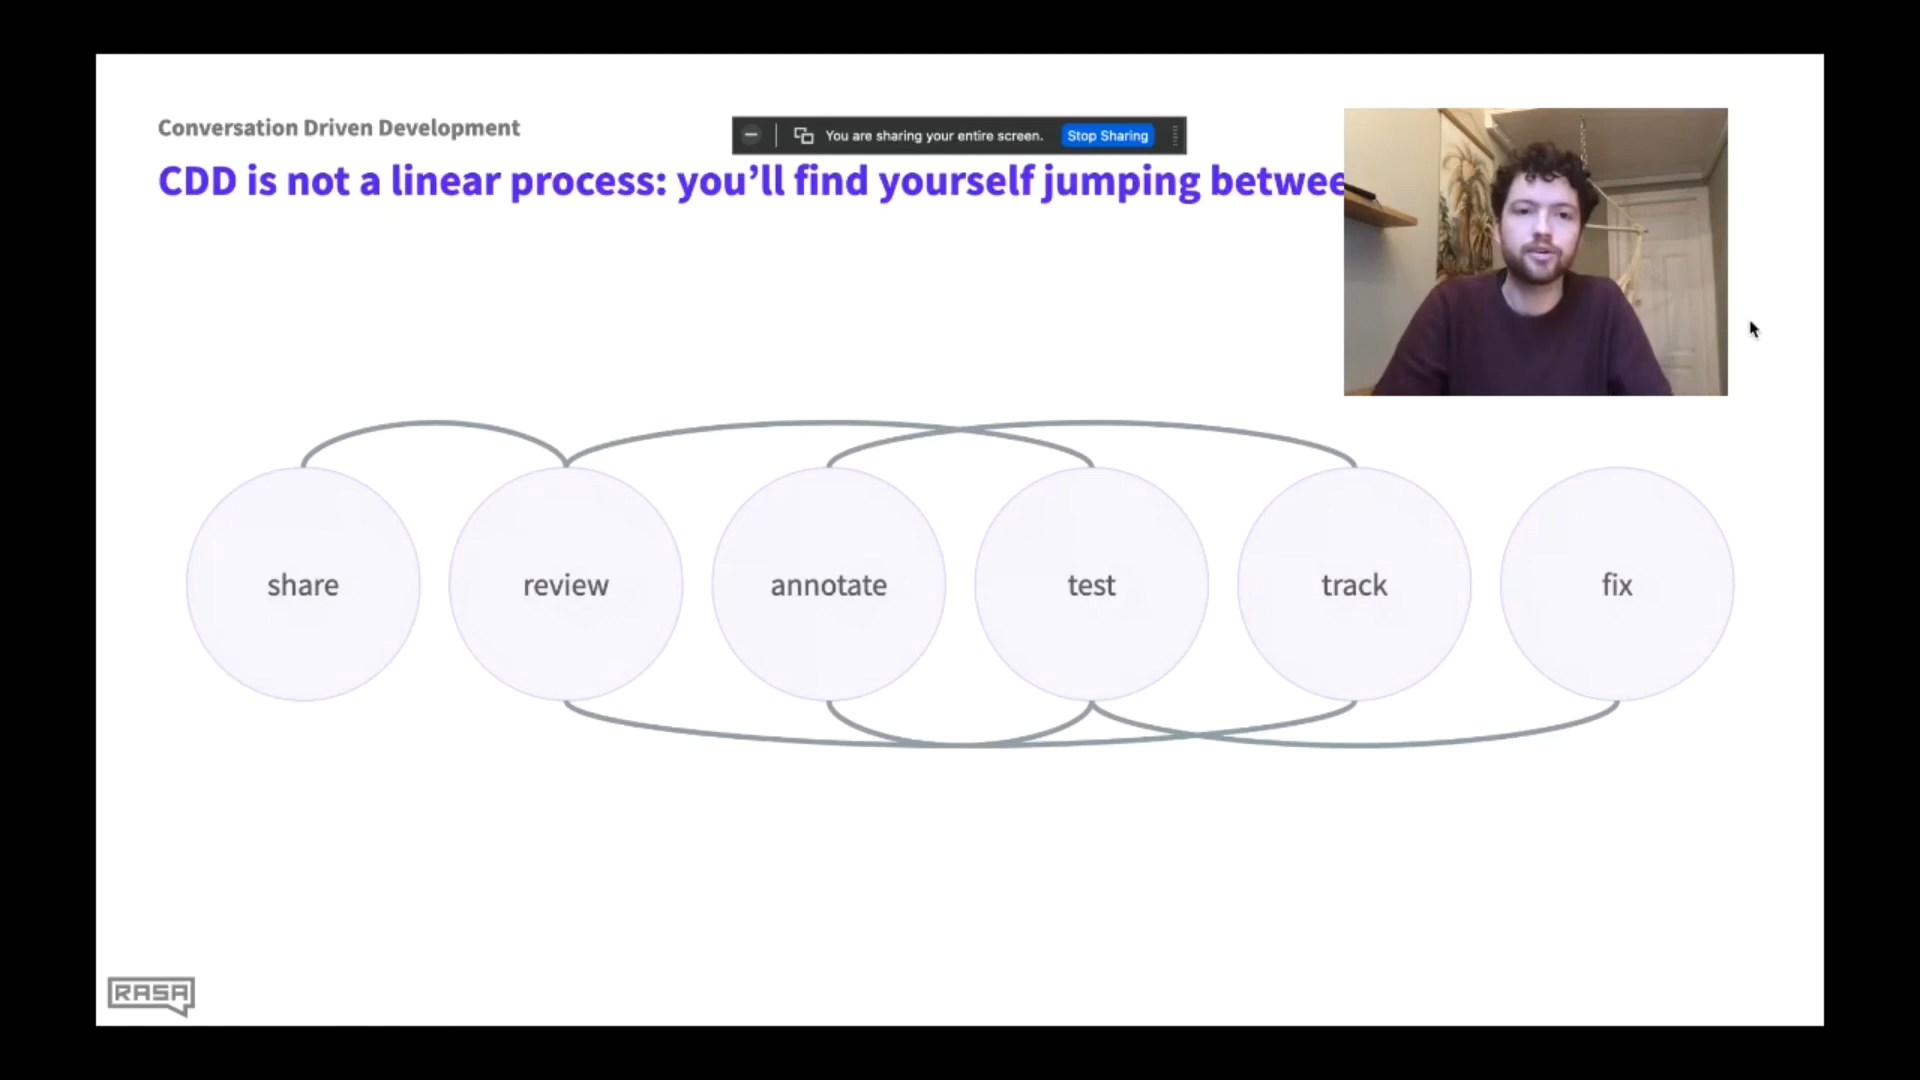 Conversation Driven Development
You are sharing your entire screen. Stop Sharing
CDD is not a linear process: you'll find yourself jumping
share review annotate test track fix
RASA